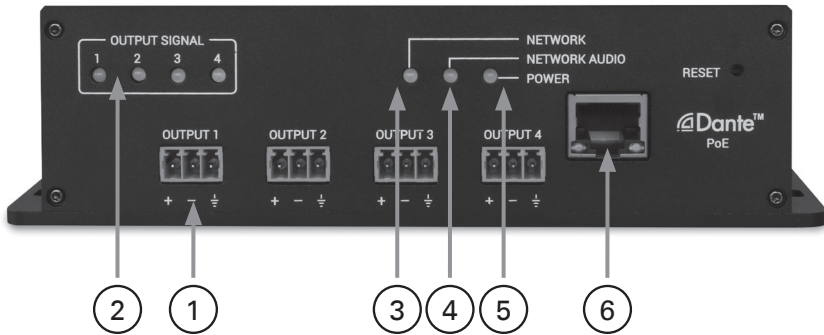 OUTPUT SIGNAL
1 2 3 4
NETWORK
NETWORK AUDIO
POWER
RESET
Dante™
PoE
OUTPUT 1 OUTPUT 2 OUTPUT 3 OUTPUT 4
+ − ⏚ + − ⏚ + − ⏚ + − ⏚
2 1 3 4 5 6